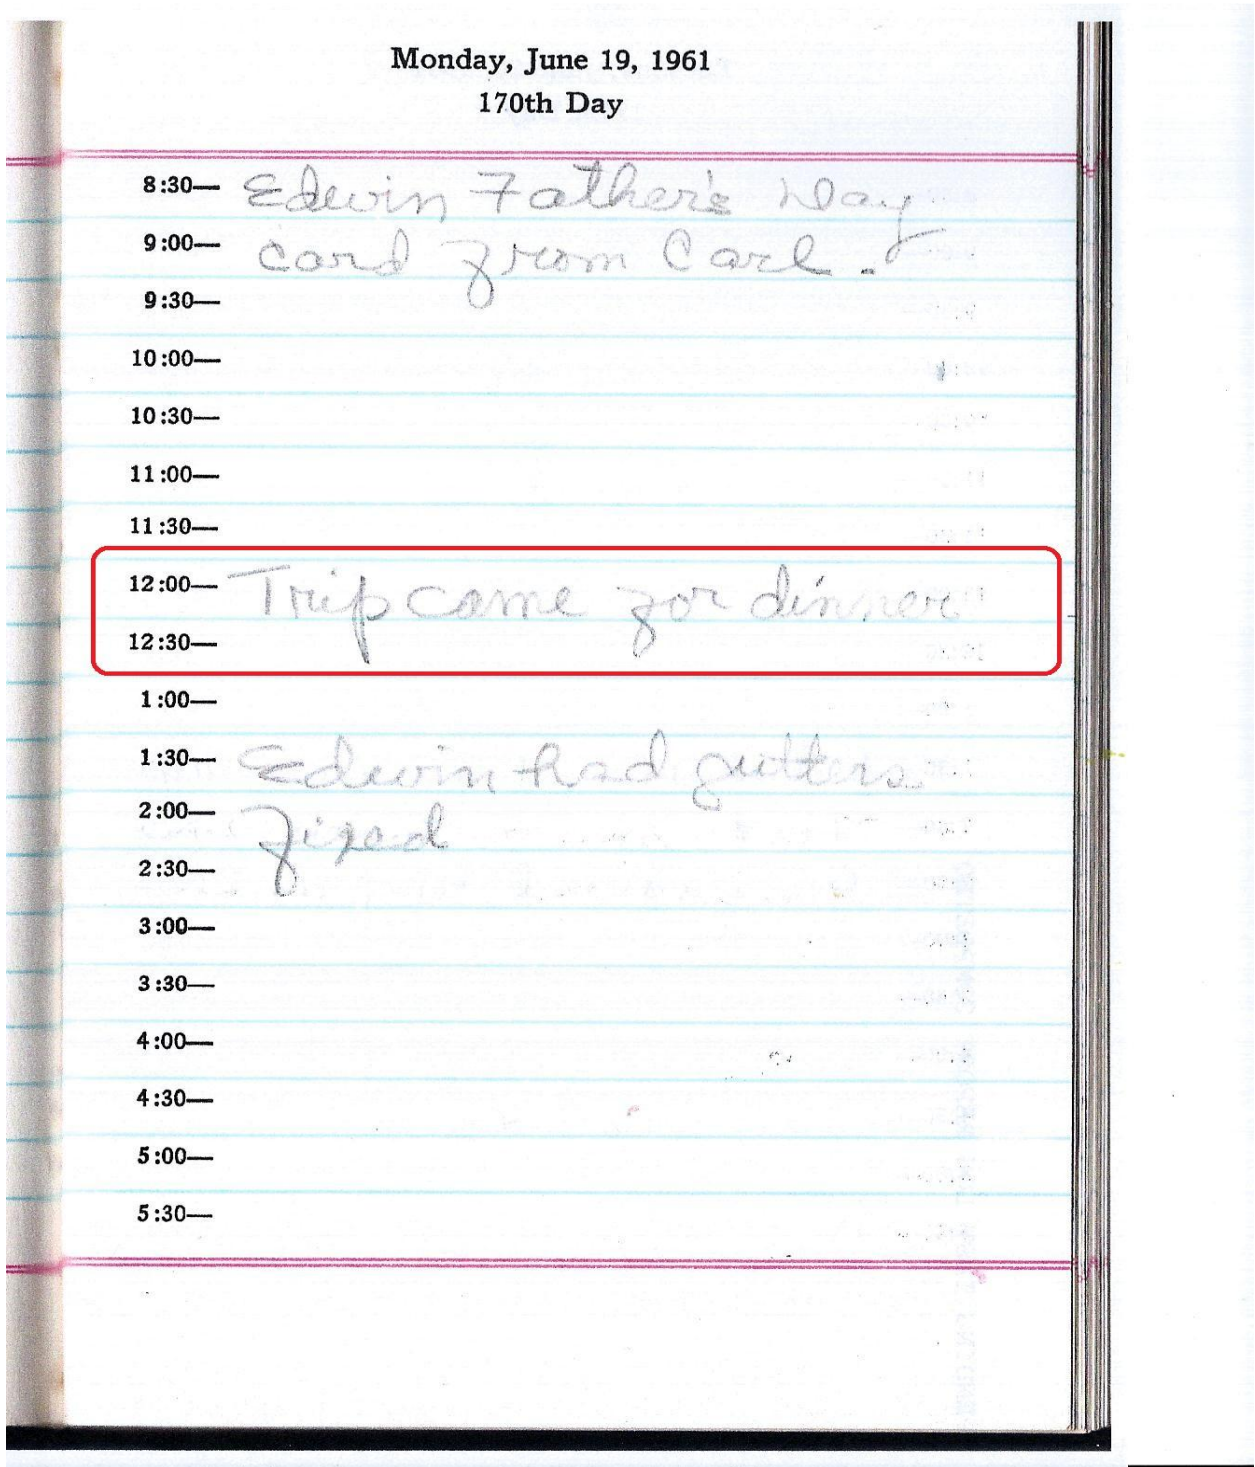 Monday, June 19, 1961
170th Day
8:30— Edwin Father's Day
9:00— card from Carl.
9:30—
10:00—
10:30—
11:00—
11:30—
12:00— Trip came for dinner
12:30—
1:00—
1:30— Edwin had gutters
2:00— fixed
2:30—
3:00—
3:30—
4:00—
4:30—
5:00—
5:30—